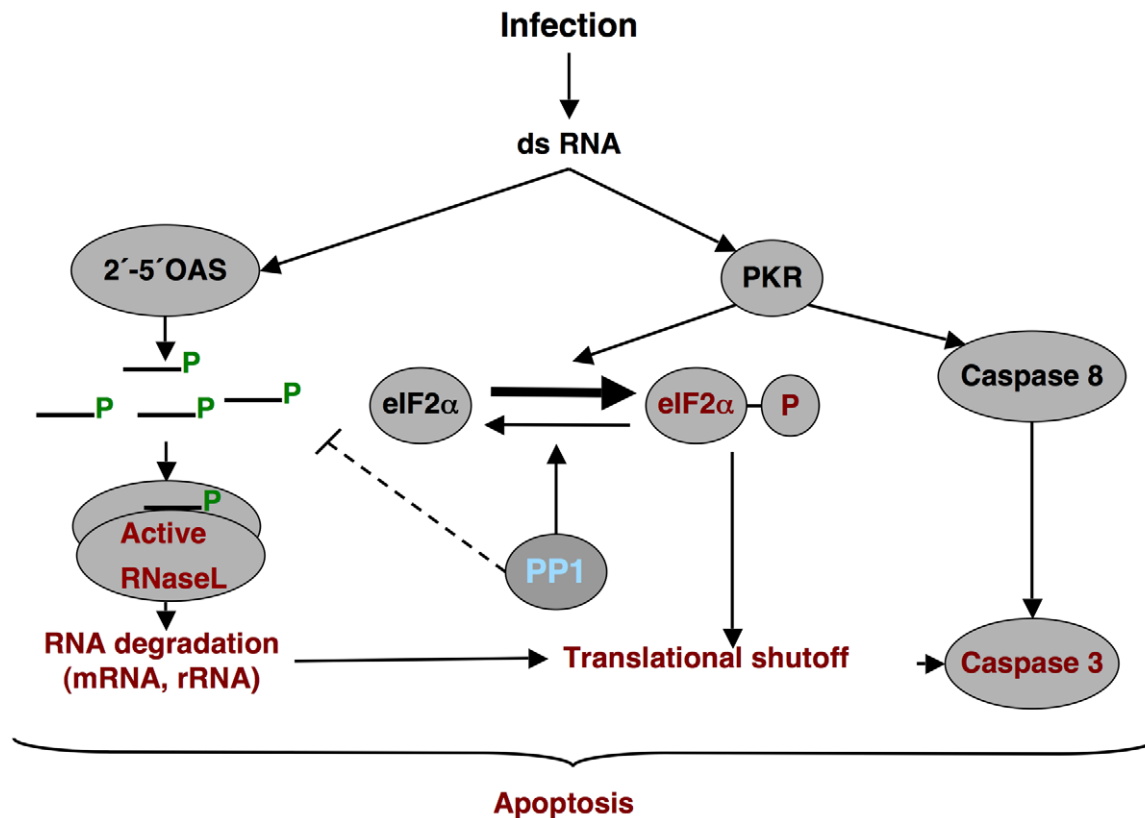 Infection
ds RNA
2´-5´OAS
PKR
P
Caspase 8
P
P
P
eIF2α
eIF2α
P
P
Active
RNaseL
PP1
RNA degradation
(mRNA, rRNA)
Translational shutoff
Caspase 3
Apoptosis